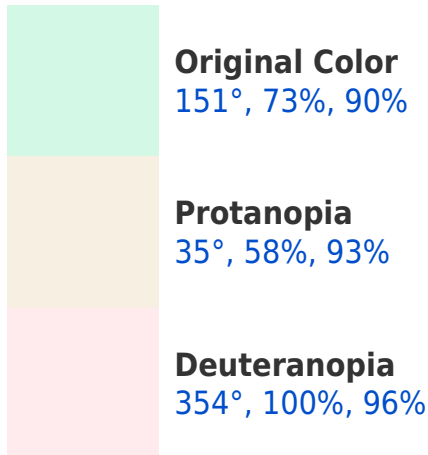 Original Color
151°, 73%, 90%
Protanopia
35°, 58%, 93%
Deuteranopia
354°, 100%, 96%